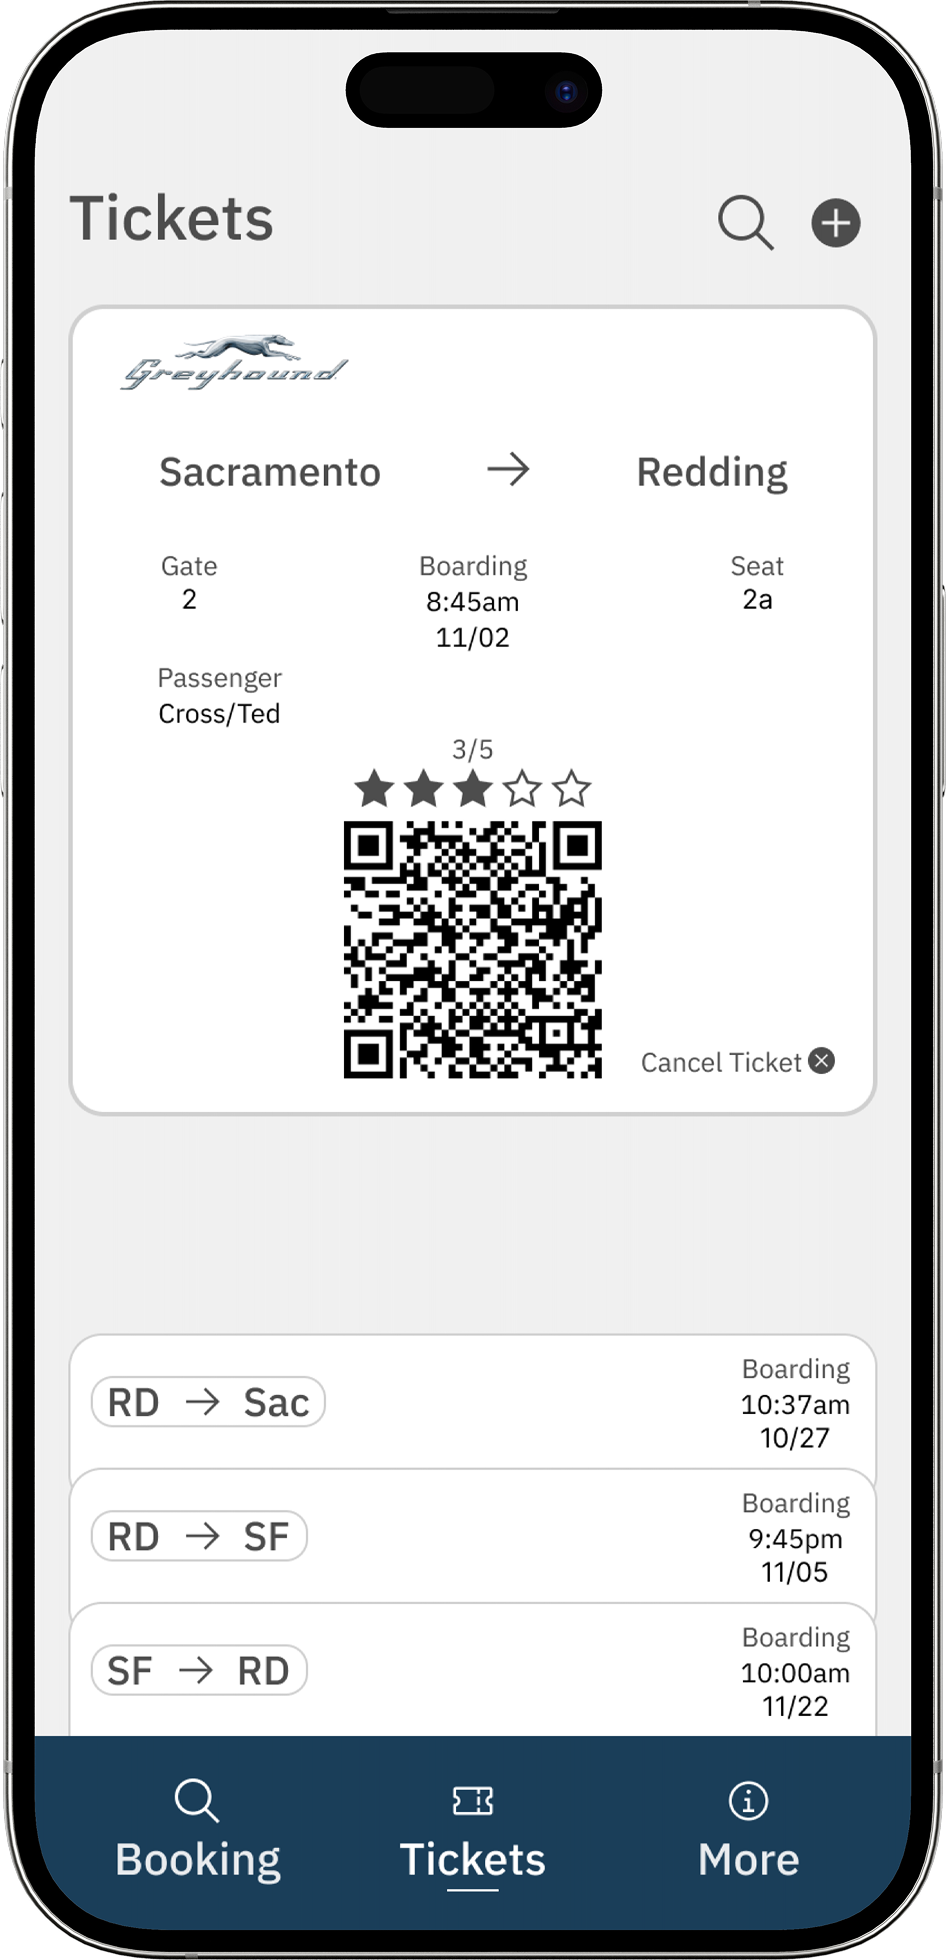 Tickets
Greyhound
Sacramento → Redding
Gate Boarding Seat
2 8:45am 2a
11/02
Passenger
Cross/Ted
3/5
Cancel Ticket
Boarding
RD → Sac 10:37am
10/27
Boarding
RD → SF 9:45pm
11/05
Boarding
SF → RD 10:00am
11/22
Booking Tickets More